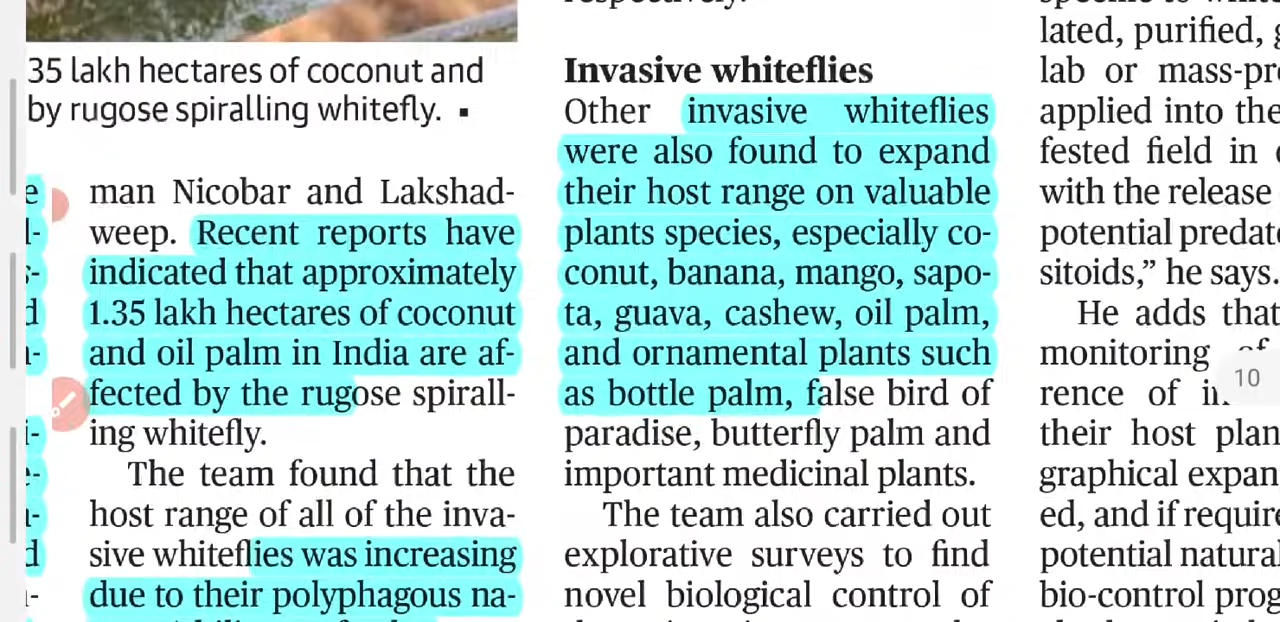 35 lakh hectares of coconut and
by rugose spiralling whitefly. ▪
man Nicobar and Lakshad-
weep. Recent reports have
indicated that approximately
1.35 lakh hectares of coconut
and oil palm in India are af-
fected by the rugose spirall-
ing whitefly.
The team found that the
host range of all of the inva-
sive whiteflies was increasing
due to their polyphagous na-
respectively.
Invasive whiteflies
Other invasive whiteflies
were also found to expand
their host range on valuable
plants species, especially co-
conut, banana, mango, sapo-
ta, guava, cashew, oil palm,
and ornamental plants such
as bottle palm, false bird of
paradise, butterfly palm and
important medicinal plants.
The team also carried out
explorative surveys to find
novel biological control of
lated, purified,
lab or mass-pr
applied into the
fested field in
with the release
potential predat
sitoids,” he says.
He adds that
monitoring of
rence of
their host plan
graphical expan
ed, and if require
potential natural
bio-control prog
10